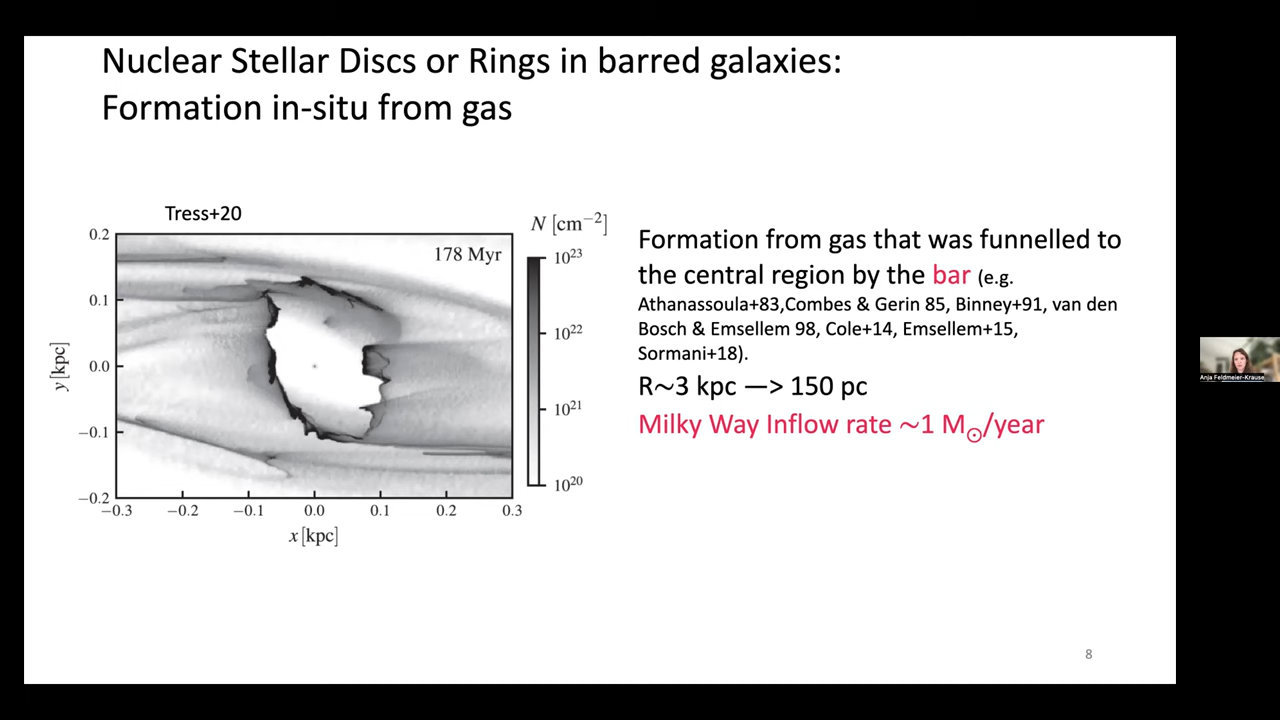 Nuclear Stellar Discs or Rings in barred galaxies:
Formation in-situ from gas
Tress+20
N [cm⁻²]
178 Myr
0.2
0.1
0.0
−0.1
−0.2
y [kpc]
−0.3 −0.2 −0.1 0.0 0.1 0.2 0.3
x [kpc]
10²³
10²²
10²¹
10²⁰
Formation from gas that was funnelled to
the central region by the bar (e.g.
Athanassoula+83,Combes & Gerin 85, Binney+91, van den
Bosch & Emsellem 98, Cole+14, Emsellem+15,
Sormani+18).
R~3 kpc —> 150 pc
Milky Way Inflow rate ~1 M☉/year
8
Anja Feldmeier-Krause